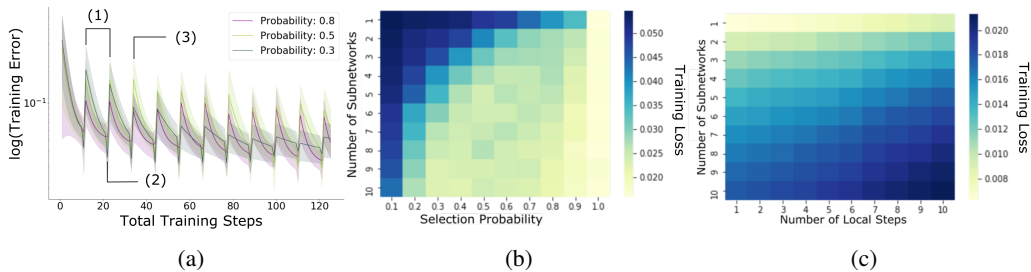 (1)
(3)
(2)
Probability: 0.8
Probability: 0.5
Probability: 0.3
log(Training Error)
10⁻¹
0 20 40 60 80 100 120
Total Training Steps
(a)
Number of Subnetworks
1
2
3
4
5
6
7
8
9
10
0.1 0.2 0.3 0.4 0.5 0.6 0.7 0.8 0.9 1.0
Selection Probability
0.050
0.045
0.040
0.035
0.030
0.025
0.020
Training Loss
(b)
Number of Subnetworks
1
2
3
4
5
6
7
8
9
10
1 2 3 4 5 6 7 8 9 10
Number of Local Steps
0.020
0.018
0.016
0.014
0.012
0.010
0.008
Training Loss
(c)